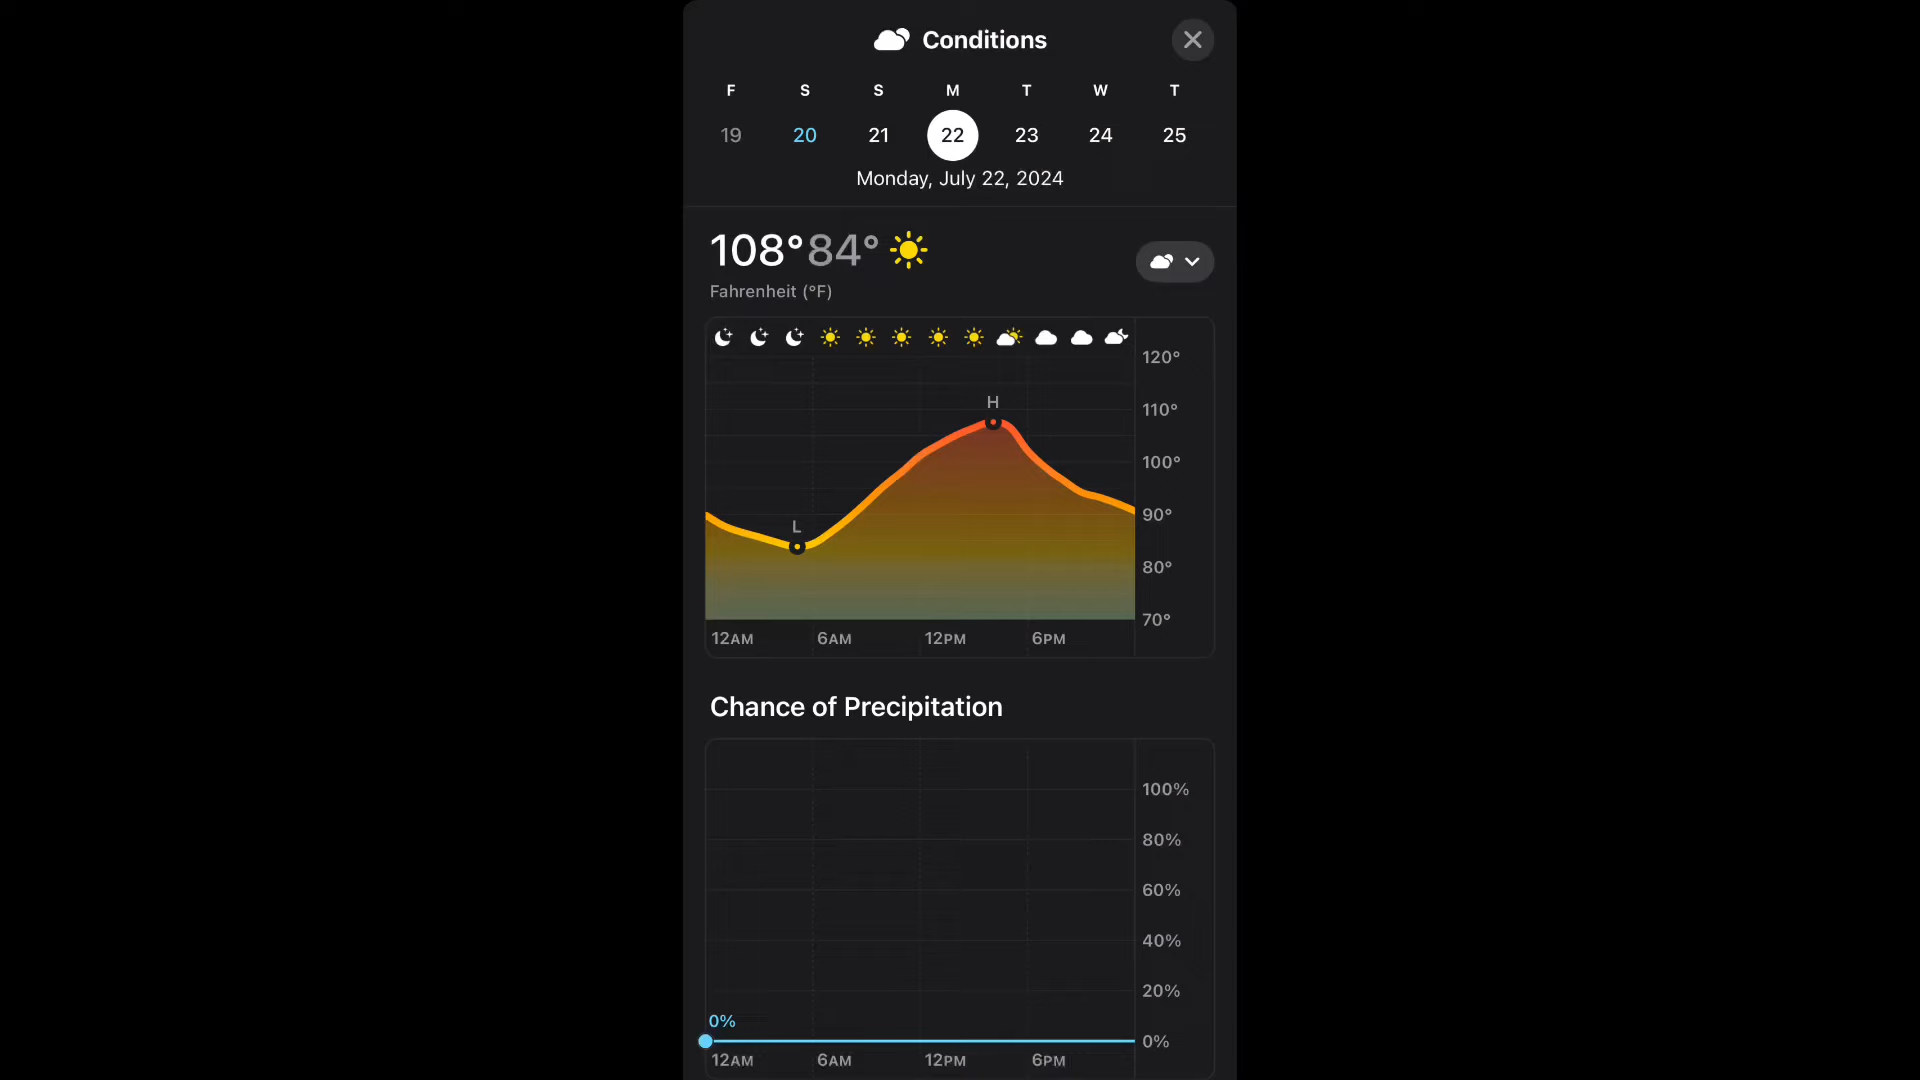 Conditions
F S S M T W T
19 20 21 22 23 24 25
Monday, July 22, 2024
108° 84°
Fahrenheit (°F)
120°
H
110°
100°
L
90°
80°
70°
12AM 6AM 12PM 6PM
Chance of Precipitation
100%
80%
60%
40%
20%
0%
0%
12AM 6AM 12PM 6PM